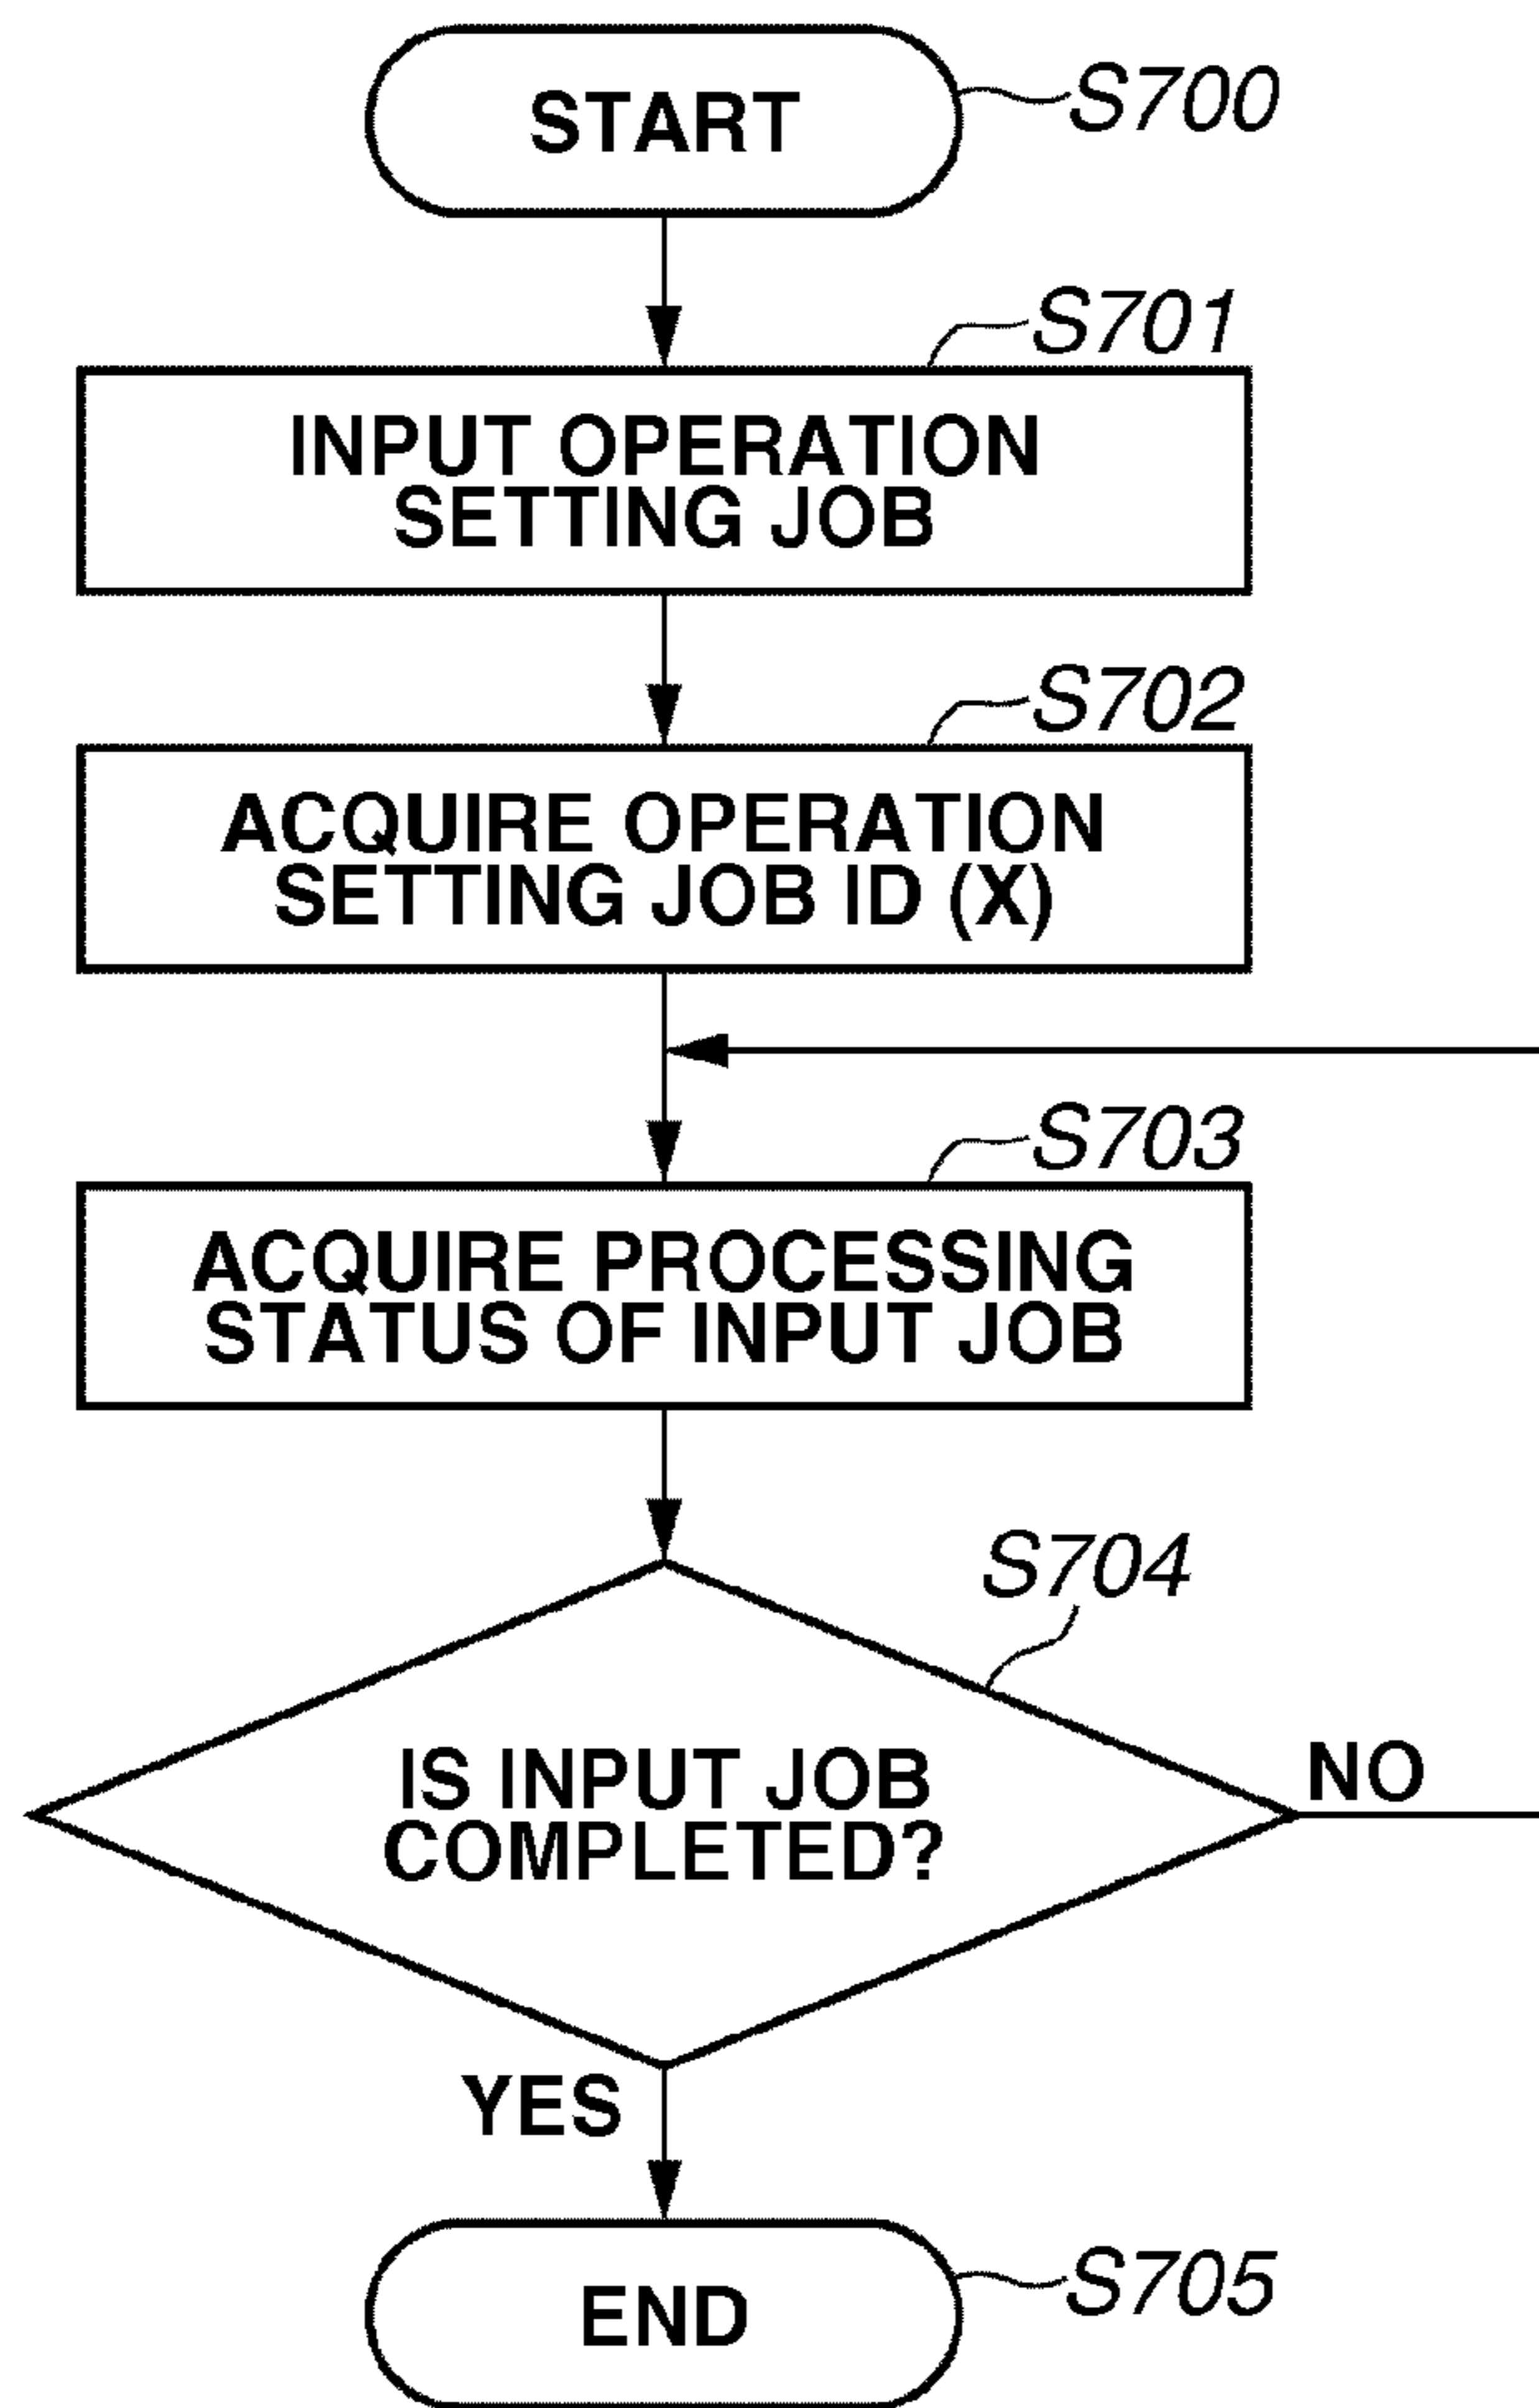 START
S700
S701
INPUT OPERATION
SETTING JOB
S702
ACQUIRE OPERATION
SETTING JOB ID (X)
S703
ACQUIRE PROCESSING
STATUS OF INPUT JOB
S704
IS INPUT JOB
COMPLETED?
NO
YES
END
S705